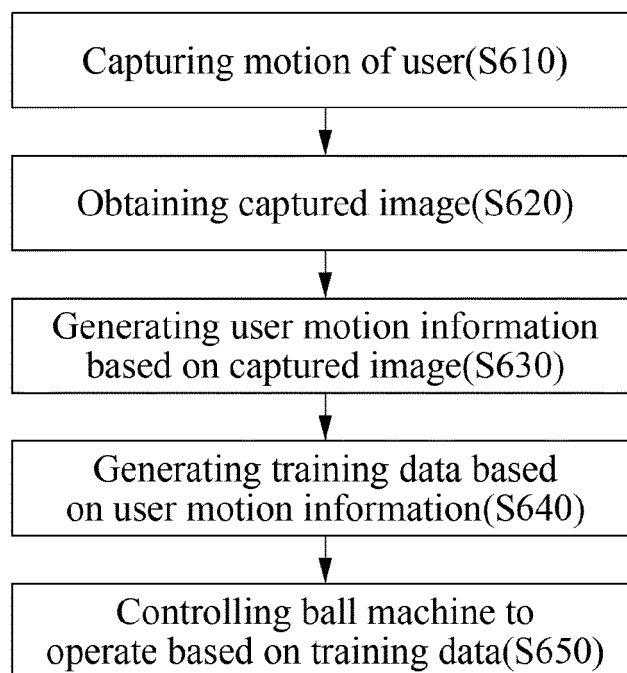 Capturing motion of user(S610)
Obtaining captured image(S620)
Generating user motion information
based on captured image(S630)
Generating training data based
on user motion information(S640)
Controlling ball machine to
operate based on training data(S650)